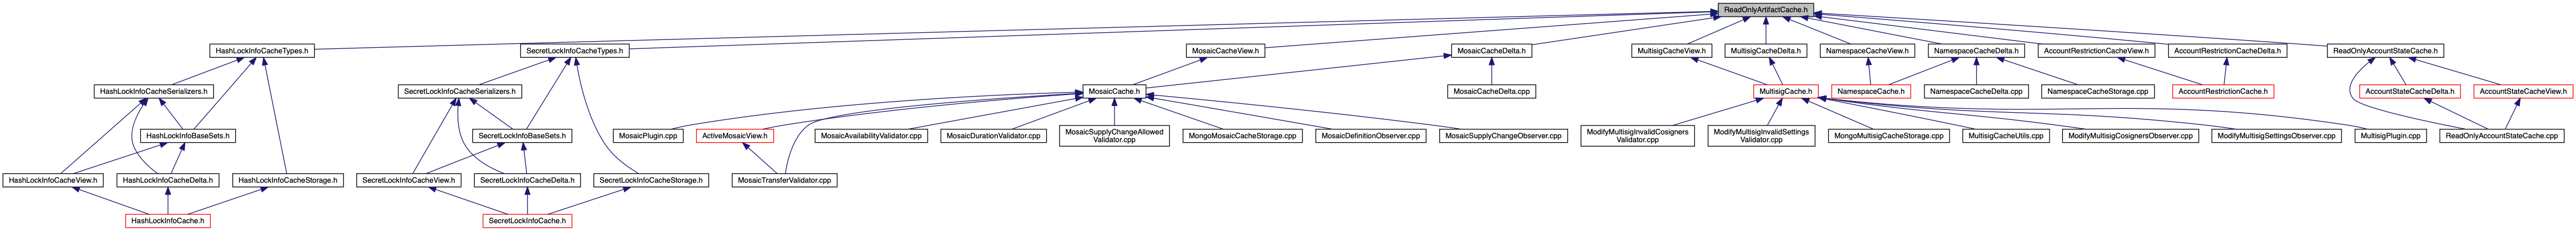 ReadOnlyArtifactCache.h
HashLockInfoCacheTypes.h
SecretLockInfoCacheTypes.h
MosaicCacheView.h
MosaicCacheDelta.h
MultisigCacheView.h
MultisigCacheDelta.h
NamespaceCacheView.h
NamespaceCacheDelta.h
AccountRestrictionCacheView.h
AccountRestrictionCacheDelta.h
ReadOnlyAccountStateCache.h
HashLockInfoCacheSerializers.h
SecretLockInfoCacheSerializers.h
MosaicCache.h
MosaicCacheDelta.cpp
MultisigCache.h
NamespaceCache.h
NamespaceCacheDelta.cpp
NamespaceCacheStorage.cpp
AccountRestrictionCache.h
AccountStateCacheDelta.h
AccountStateCacheView.h
HashLockInfoBaseSets.h
SecretLockInfoBaseSets.h
MosaicPlugin.cpp
ActiveMosaicView.h
MosaicAvailabilityValidator.cpp
MosaicDurationValidator.cpp
MosaicSupplyChangeAllowed
Validator.cpp
MongoMosaicCacheStorage.cpp
MosaicDefinitionObserver.cpp
MosaicSupplyChangeObserver.cpp
ModifyMultisigInvalidCosigners
Validator.cpp
ModifyMultisigInvalidSettings
Validator.cpp
MongoMultisigCacheStorage.cpp
MultisigCacheUtils.cpp
ModifyMultisigCosignersObserver.cpp
ModifyMultisigSettingsObserver.cpp
MultisigPlugin.cpp
ReadOnlyAccountStateCache.cpp
HashLockInfoCacheView.h
HashLockInfoCacheDelta.h
HashLockInfoCacheStorage.h
SecretLockInfoCacheView.h
SecretLockInfoCacheDelta.h
SecretLockInfoCacheStorage.h
MosaicTransferValidator.cpp
HashLockInfoCache.h
SecretLockInfoCache.h